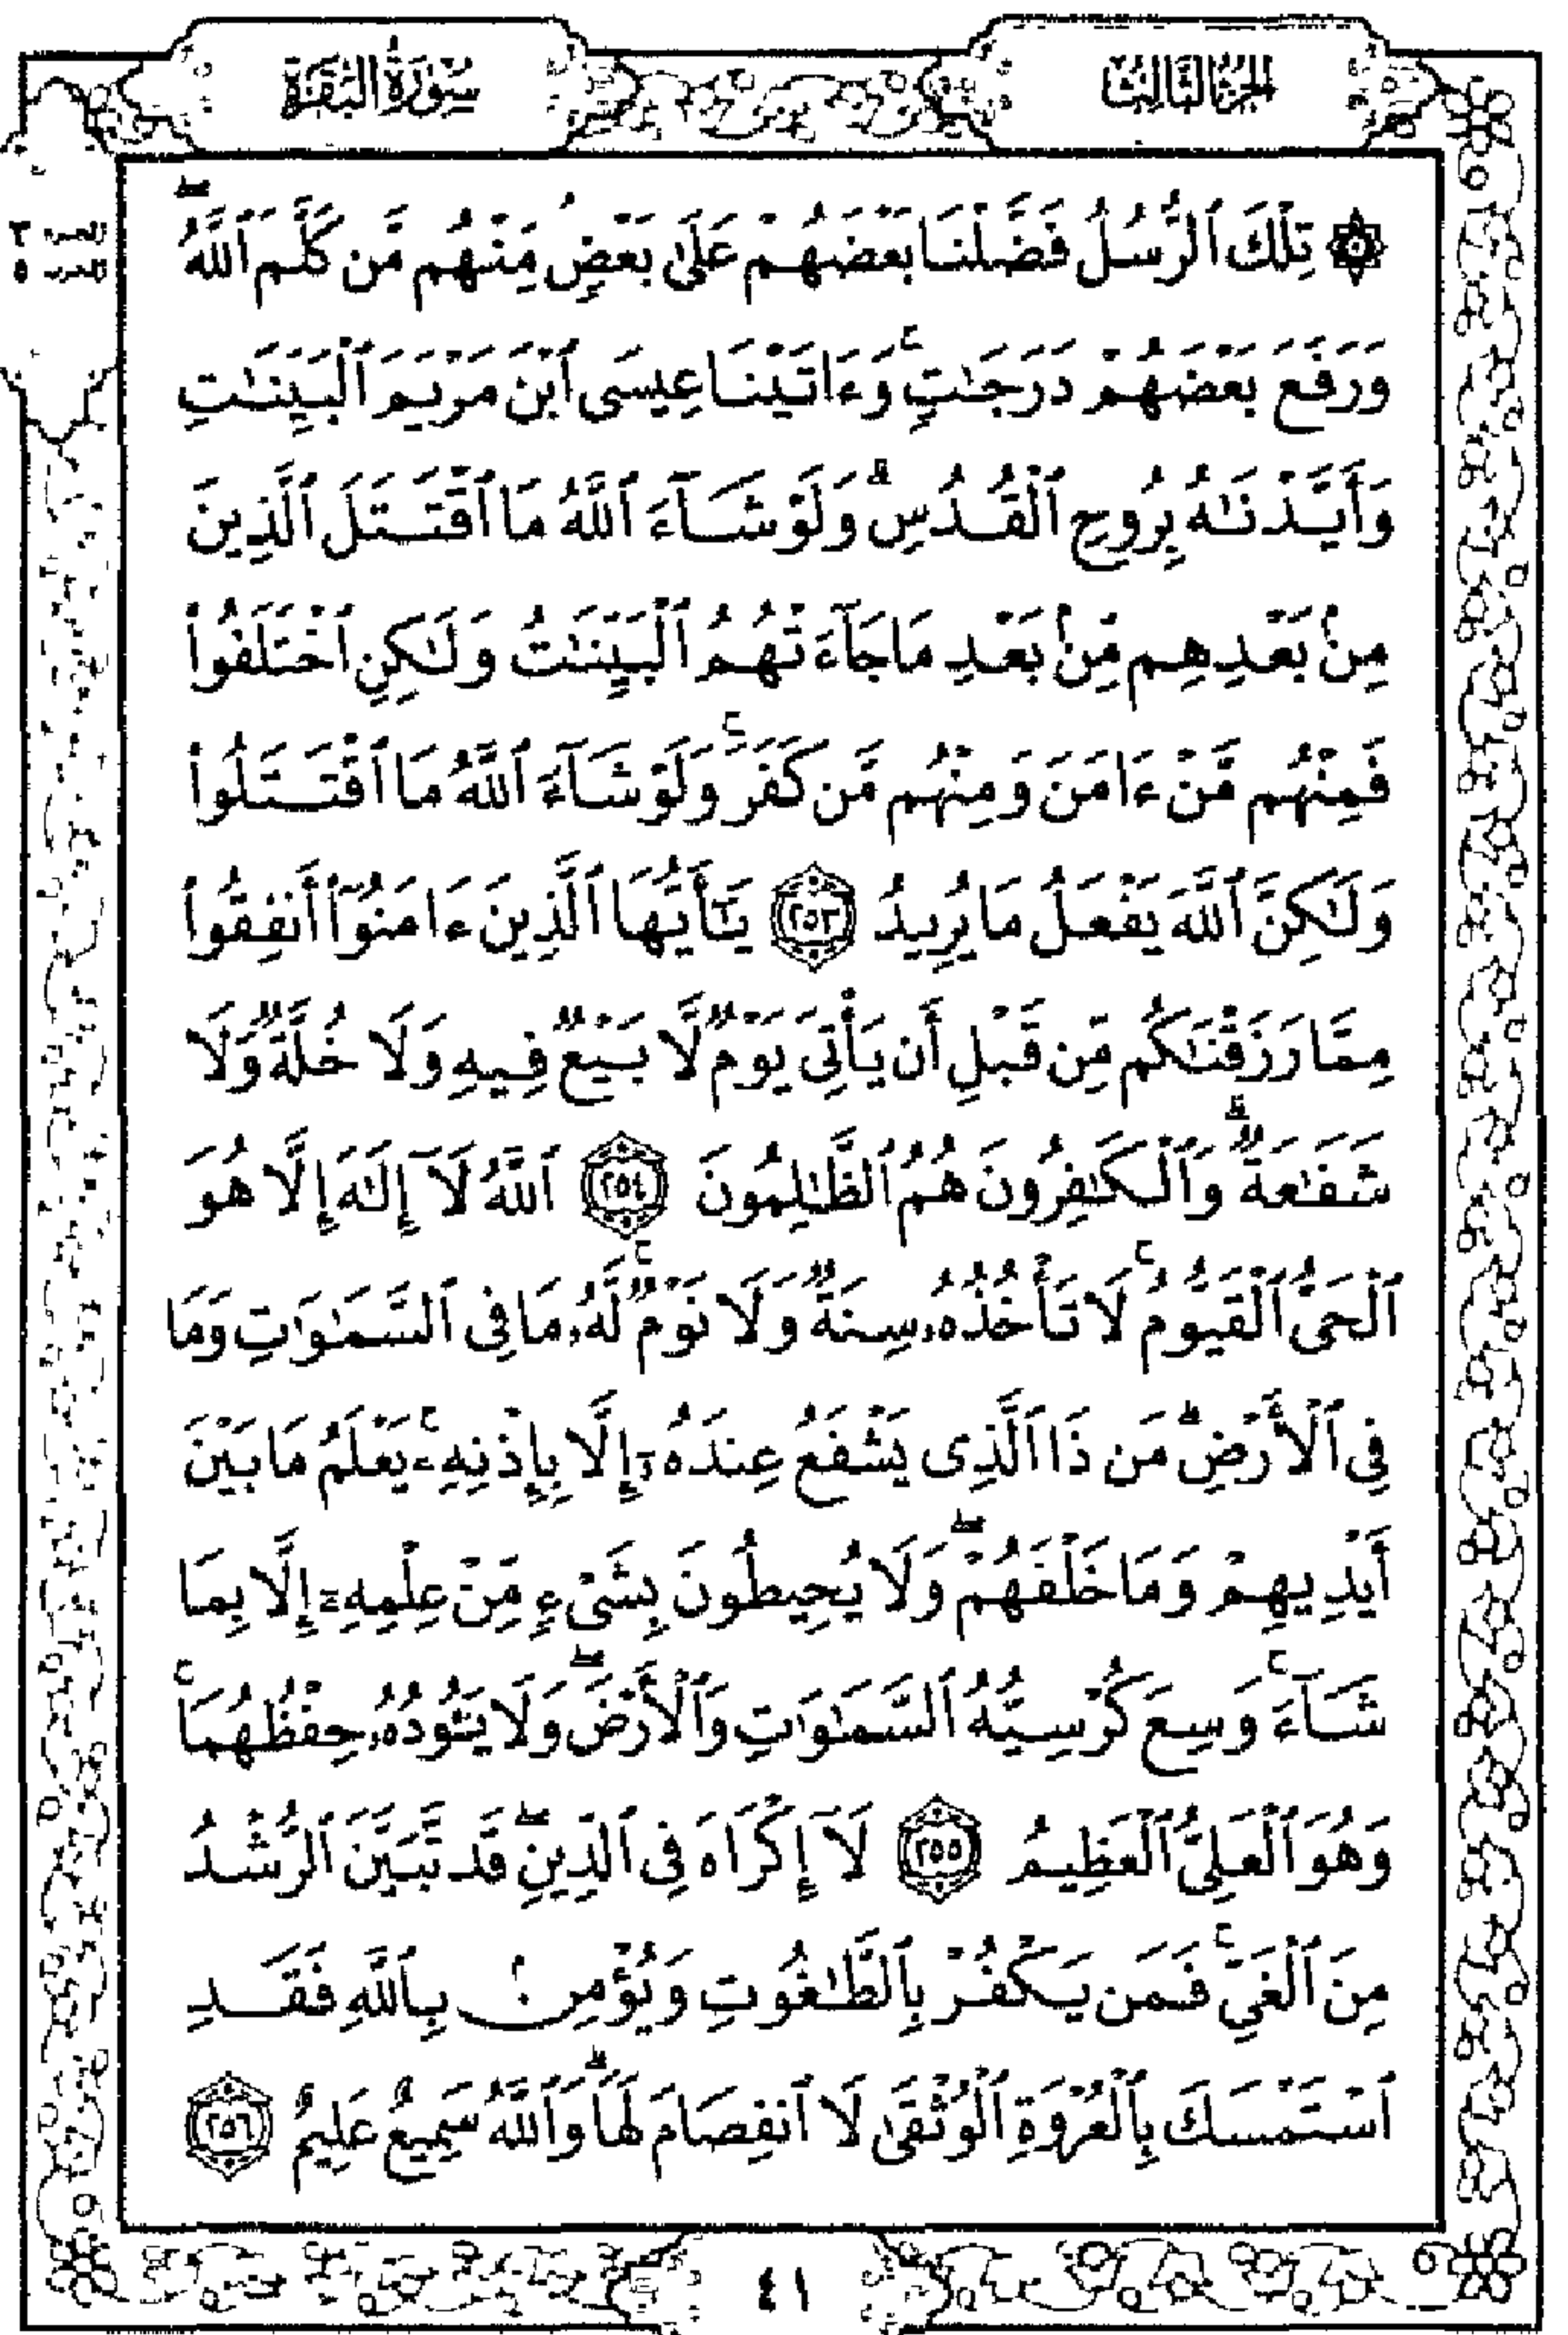 الجزء الثالث
سورة البقرة
۞ تِلْكَ ٱلرُّسُلُ فَضَّلْنَا بَعْضَهُمْ عَلَىٰ بَعْضٍ مِّنْهُم مَّن كَلَّمَ ٱللَّهُ ۖ
وَرَفَعَ بَعْضَهُمْ دَرَجَـٰتٍ ۚ وَءَاتَيْنَا عِيسَى ٱبْنَ مَرْيَمَ ٱلْبَيِّنَـٰتِ
وَأَيَّدْنَـٰهُ بِرُوحِ ٱلْقُدُسِ ۗ وَلَوْ شَآءَ ٱللَّهُ مَا ٱقْتَتَلَ ٱلَّذِينَ
مِنۢ بَعْدِهِم مِّنۢ بَعْدِ مَا جَآءَتْهُمُ ٱلْبَيِّنَـٰتُ وَلَـٰكِنِ ٱخْتَلَفُوا۟
فَمِنْهُم مَّنْ ءَامَنَ وَمِنْهُم مَّن كَفَرَ ۚ وَلَوْ شَآءَ ٱللَّهُ مَا ٱقْتَتَلُوا۟
وَلَـٰكِنَّ ٱللَّهَ يَفْعَلُ مَا يُرِيدُ ٢٥٣ يَـٰٓأَيُّهَا ٱلَّذِينَ ءَامَنُوٓا۟ أَنفِقُوا۟
مِمَّا رَزَقْنَـٰكُم مِّن قَبْلِ أَن يَأْتِىَ يَوْمٌ لَّا بَيْعٌ فِيهِ وَلَا خُلَّةٌ وَلَا
شَفَـٰعَةٌ ۗ وَٱلْكَـٰفِرُونَ هُمُ ٱلظَّـٰلِمُونَ ٢٥٤ ٱللَّهُ لَآ إِلَـٰهَ إِلَّا هُوَ
ٱلْحَىُّ ٱلْقَيُّومُ ۚ لَا تَأْخُذُهُۥ سِنَةٌ وَلَا نَوْمٌ ۚ لَّهُۥ مَا فِى ٱلسَّمَـٰوَٰتِ وَمَا
فِى ٱلْأَرْضِ ۗ مَن ذَا ٱلَّذِى يَشْفَعُ عِندَهُۥٓ إِلَّا بِإِذْنِهِۦ ۚ يَعْلَمُ مَا بَيْنَ
أَيْدِيهِمْ وَمَا خَلْفَهُمْ ۖ وَلَا يُحِيطُونَ بِشَىْءٍ مِّنْ عِلْمِهِۦٓ إِلَّا بِمَا
شَآءَ ۚ وَسِعَ كُرْسِيُّهُ ٱلسَّمَـٰوَٰتِ وَٱلْأَرْضَ ۖ وَلَا يَـُٔودُهُۥ حِفْظُهُمَا ۚ
وَهُوَ ٱلْعَلِىُّ ٱلْعَظِيمُ ٢٥٥ لَآ إِكْرَاهَ فِى ٱلدِّينِ ۖ قَد تَّبَيَّنَ ٱلرُّشْدُ
مِنَ ٱلْغَىِّ ۚ فَمَن يَكْفُرْ بِٱلطَّـٰغُوتِ وَيُؤْمِنۢ بِٱللَّهِ فَقَدِ
ٱسْتَمْسَكَ بِٱلْعُرْوَةِ ٱلْوُثْقَىٰ لَا ٱنفِصَامَ لَهَا ۗ وَٱللَّهُ سَمِيعٌ عَلِيمٌ ٢٥٦
٤١